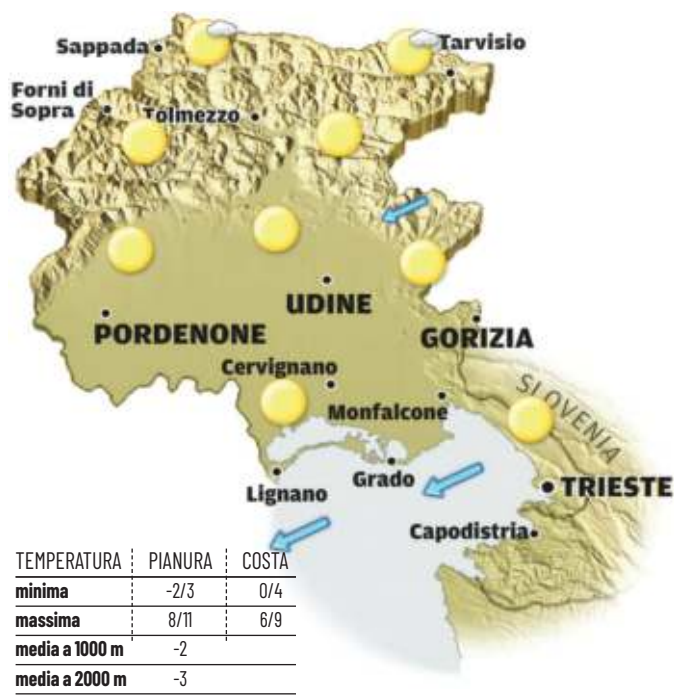 Sappada
Tarvisio
Forni di
Sopra
Tolmezzo
UDINE
PORDENONE
GORIZIA
Cervignano
SLOVENIA
Monfalcone
Grado
Lignano
TRIESTE
Capodistria
TEMPERATURA PIANURA COSTA
minima -2/3 0/4
massima 8/11 6/9
media a 1000 m -2
media a 2000 m -3